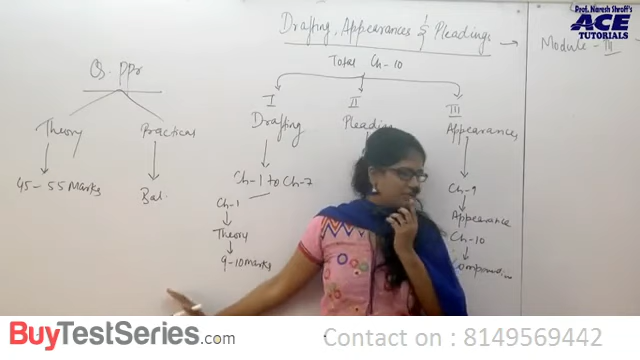 Prof. Naresh Shroff's
ACE
TUTORIALS
Drafting, Appearances & Pleadings →
Module - III
Total Ch-10
Qs. PPr
Theory
Practical
45-55 Marks
Bal.
I
Drafting
Ch-1 to Ch-7
Ch-1
Theory
9-10 marks
II
III
Appearances
Ch-9
Appearance
Ch-10
BuyTestSeries.com
Contact on : 8149569442